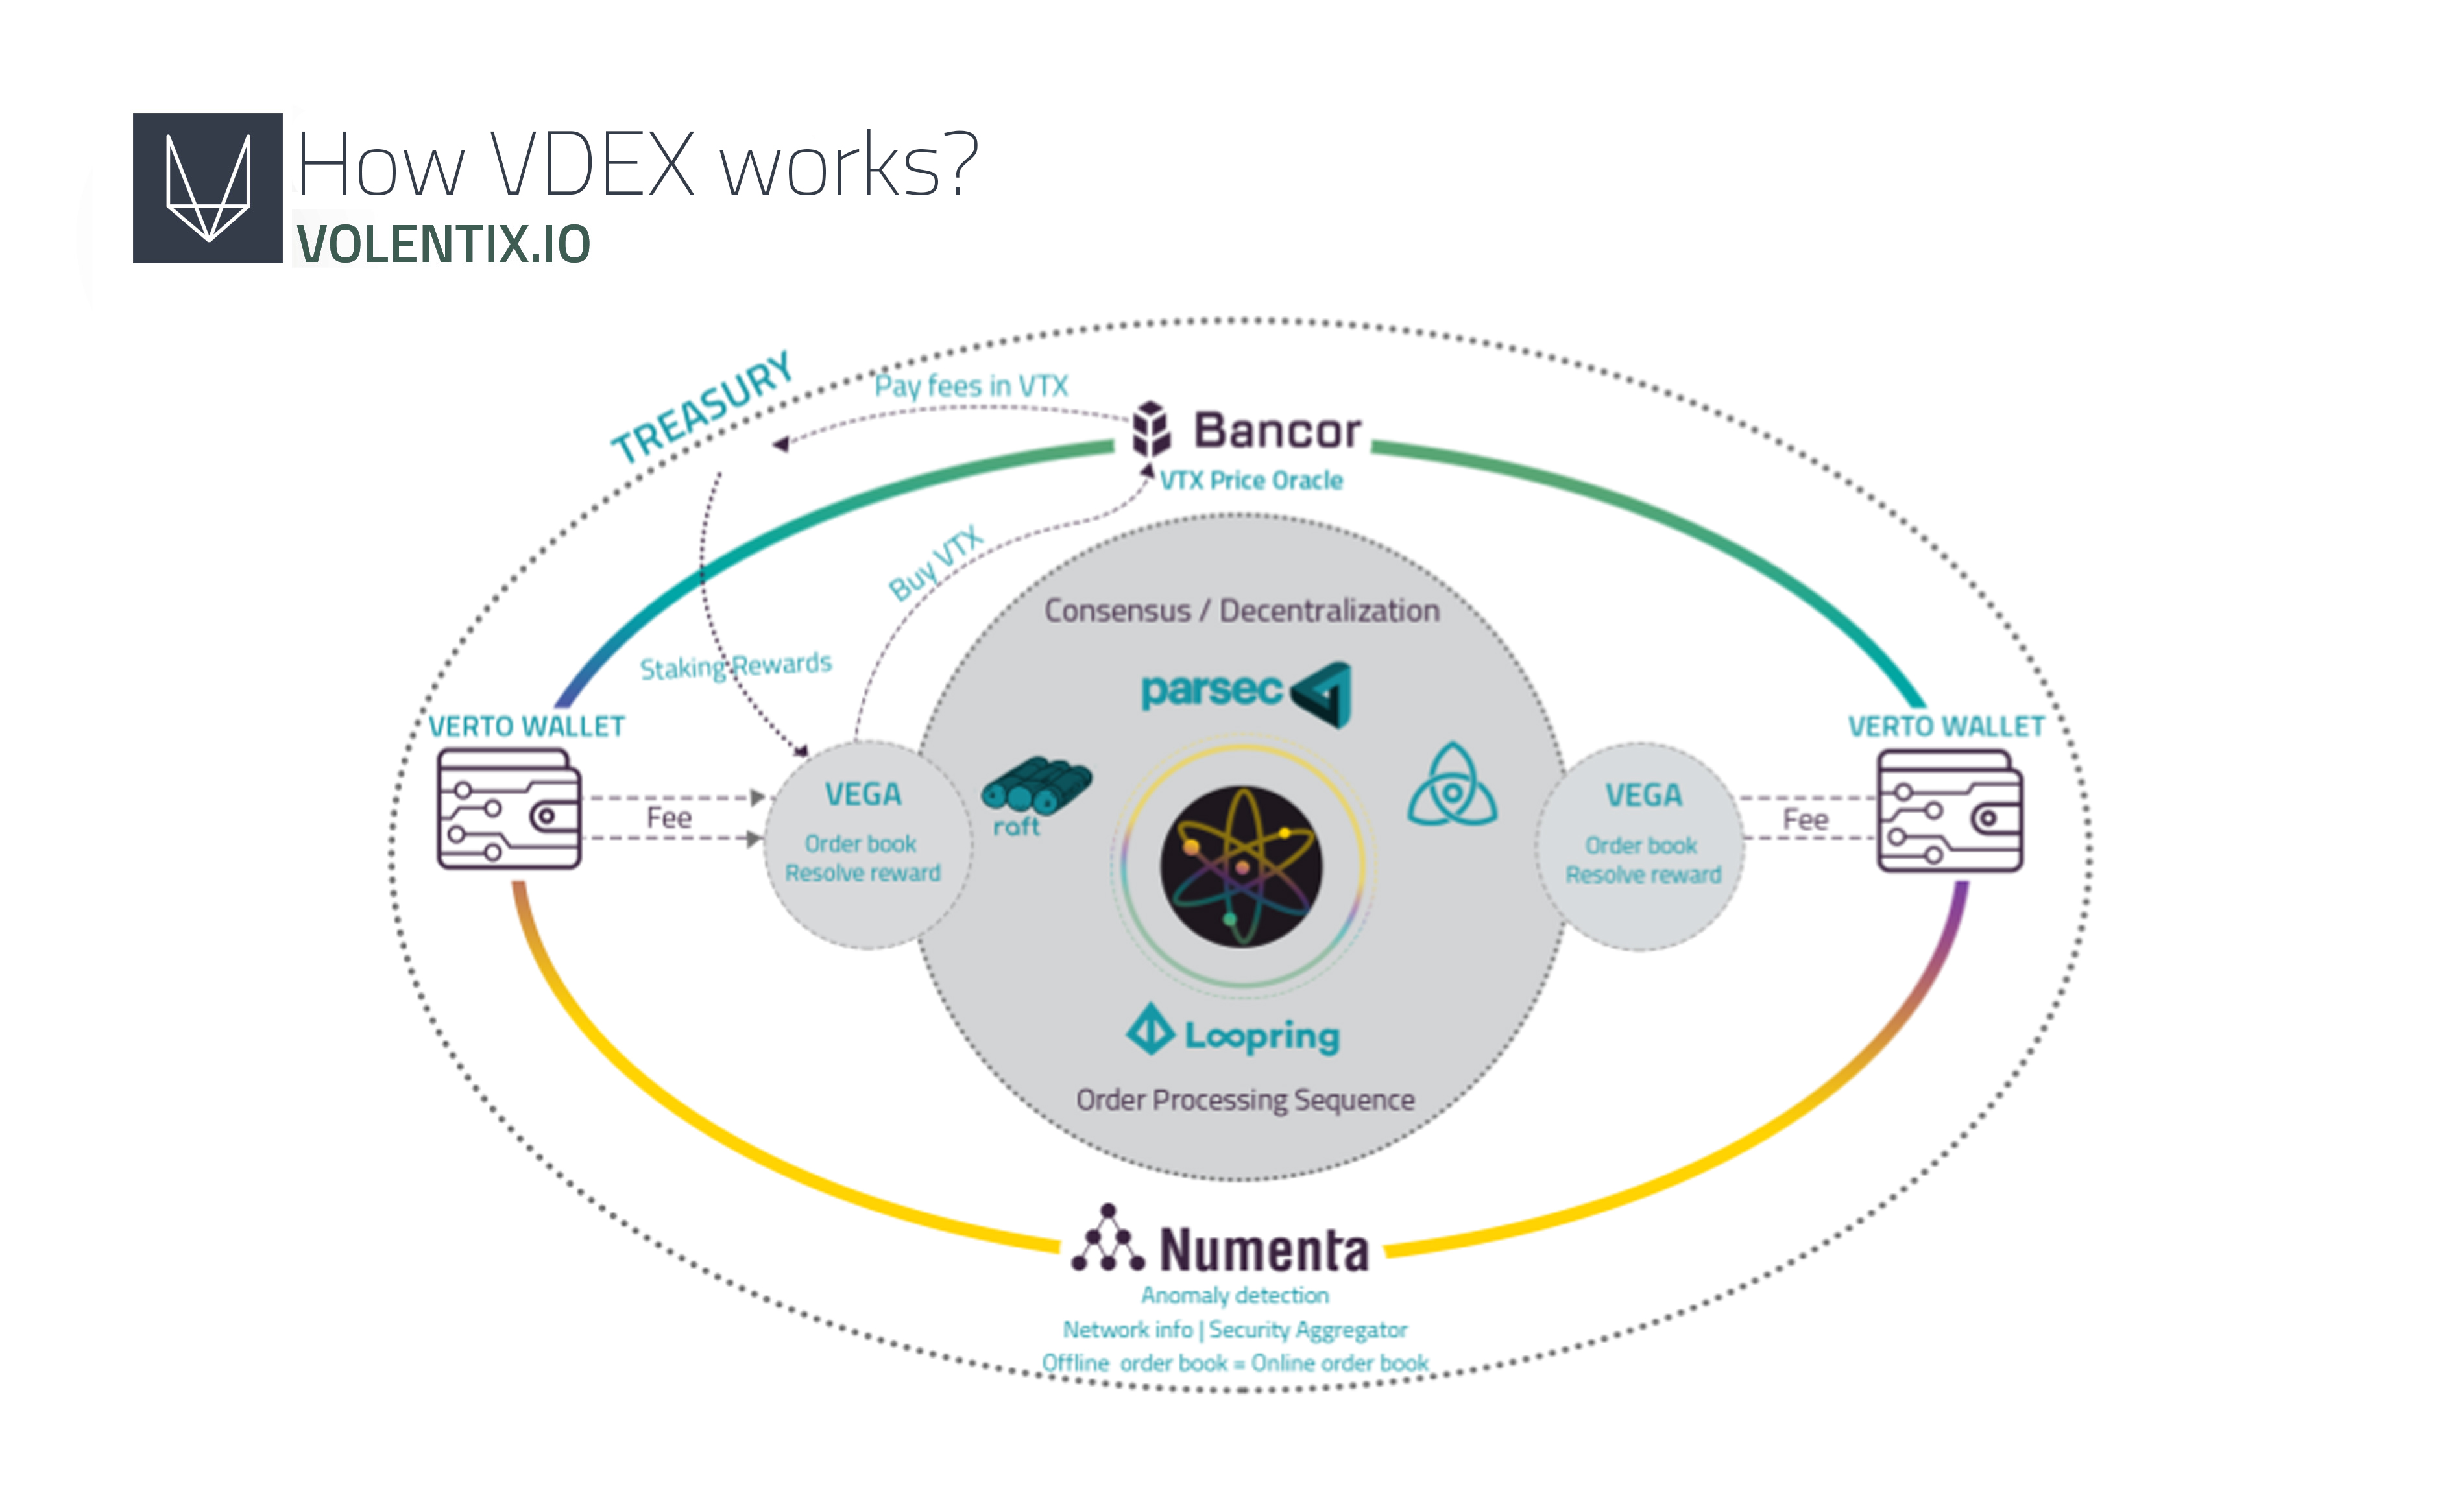 How VDEX works?
VOLENTIX.IO
TREASURY
Pay fees in VTX
Bancor
VTX Price Oracle
Buy VTX
Consensus / Decentralization
Staking Rewards
parsec
VERTO WALLET
VERTO WALLET
raft
Fee
VEGA
Order book
Resolve reward
VEGA
Order book
Resolve reward
Fee
Loopring
Order Processing Sequence
Numenta
Anomaly detection
Network info | Security Aggregator
Offline order book = Online order book